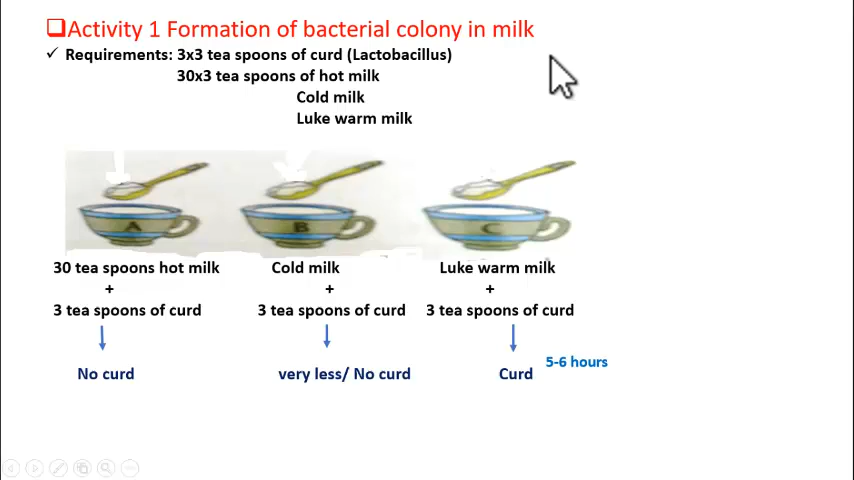 ❑Activity 1 Formation of bacterial colony in milk
✓ Requirements: 3x3 tea spoons of curd (Lactobacillus)
30x3 tea spoons of hot milk
Cold milk
Luke warm milk
A B C
30 tea spoons hot milk Cold milk Luke warm milk
+ + +
3 tea spoons of curd 3 tea spoons of curd 3 tea spoons of curd
5-6 hours
No curd very less/ No curd Curd